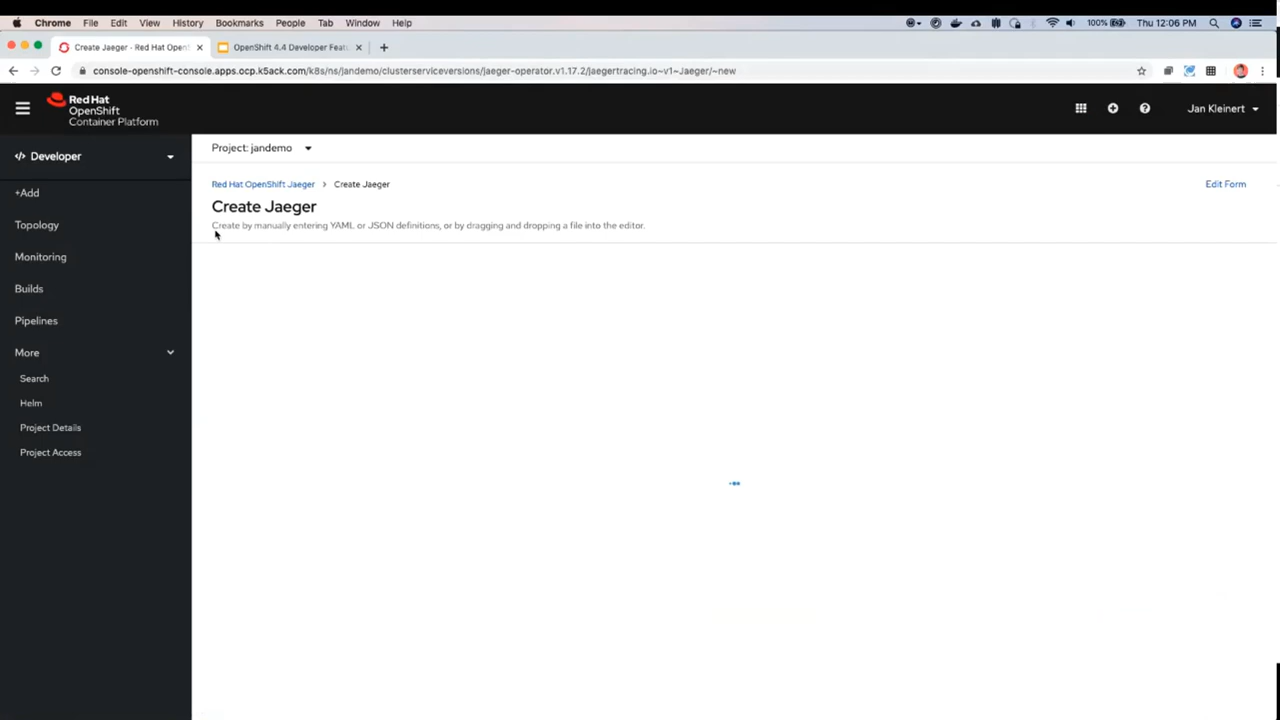 Chrome File Edit View History Bookmarks People Tab Window Help 100% Thu 12:06 PM
Create Jaeger - Red Hat Open OpenShift 4.4 Developer Feat
console-openshift-console.apps.ocp.k5ack.com/k8s/ns/jandemo/clusterserviceversions/jaeger-operator.v1.17.2/jaegertracing.io~v1~Jaeger/~new
Red Hat
OpenShift
Container Platform
Jan Kleinert
Developer
+Add
Topology
Monitoring
Builds
Pipelines
More
Search
Helm
Project Details
Project Access
Project: jandemo
Red Hat OpenShift Jaeger > Create Jaeger
Edit Form
Create Jaeger
Create by manually entering YAML or JSON definitions, or by dragging and dropping a file into the editor.